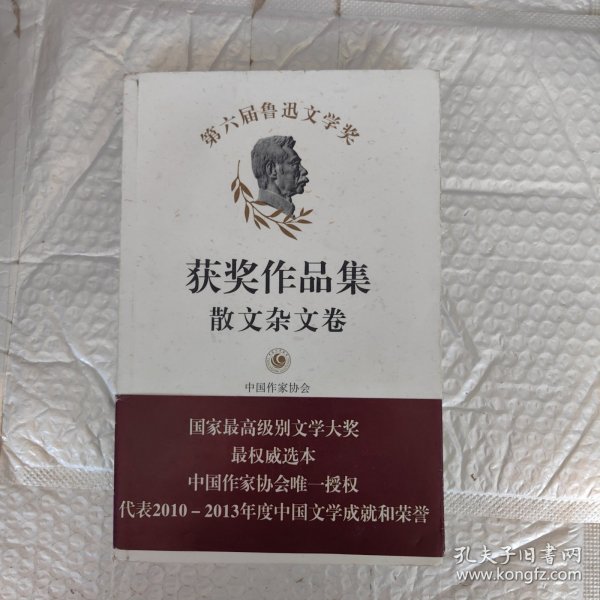 第六届鲁迅文学奖
获奖作品集
散文杂文卷
中国作家协会
国家最高级别文学大奖
最权威选本
中国作家协会唯一授权
代表2010－2013年度中国文学成就和荣誉
孔夫子旧书网
www.kongfz.com